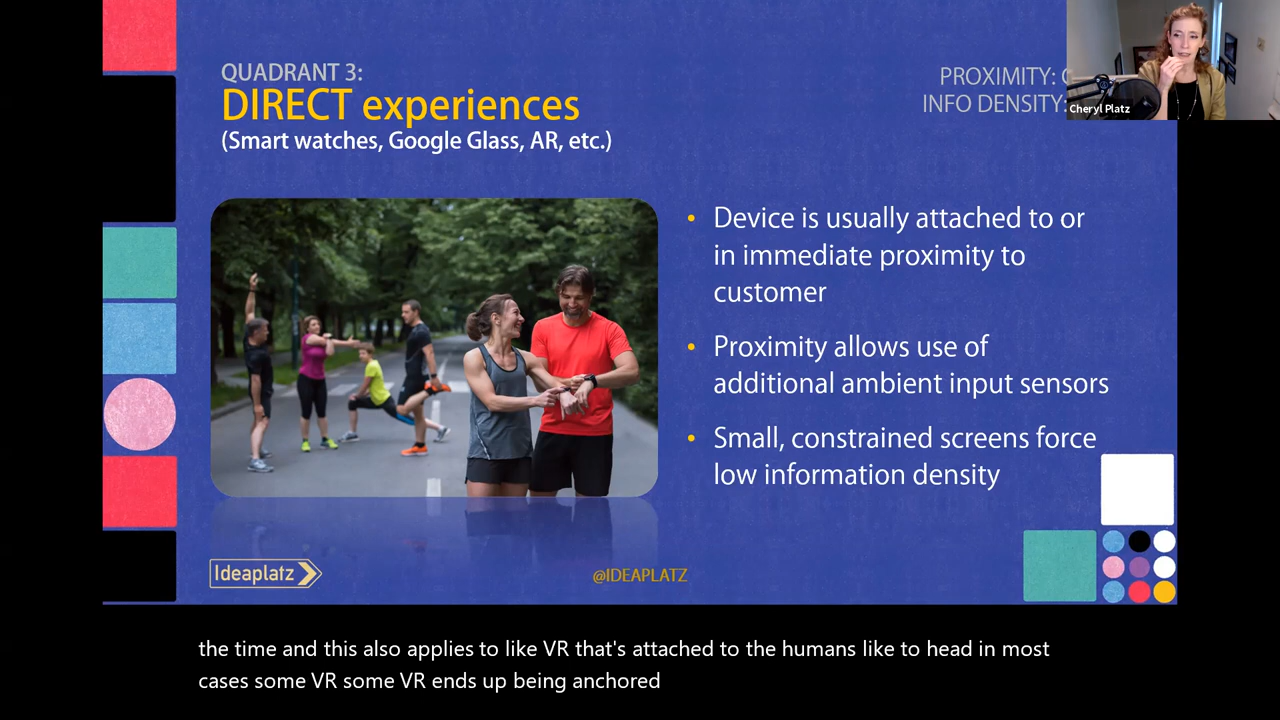 QUADRANT 3:
DIRECT experiences
(Smart watches, Google Glass, AR, etc.)
PROXIMITY:
INFO DENSITY:
Cheryl Platz
• Device is usually attached to or
in immediate proximity to
customer
• Proximity allows use of
additional ambient input sensors
• Small, constrained screens force
low information density
Ideaplatz
@IDEAPLATZ
the time and this also applies to like VR that's attached to the humans like to head in most
cases some VR some VR ends up being anchored